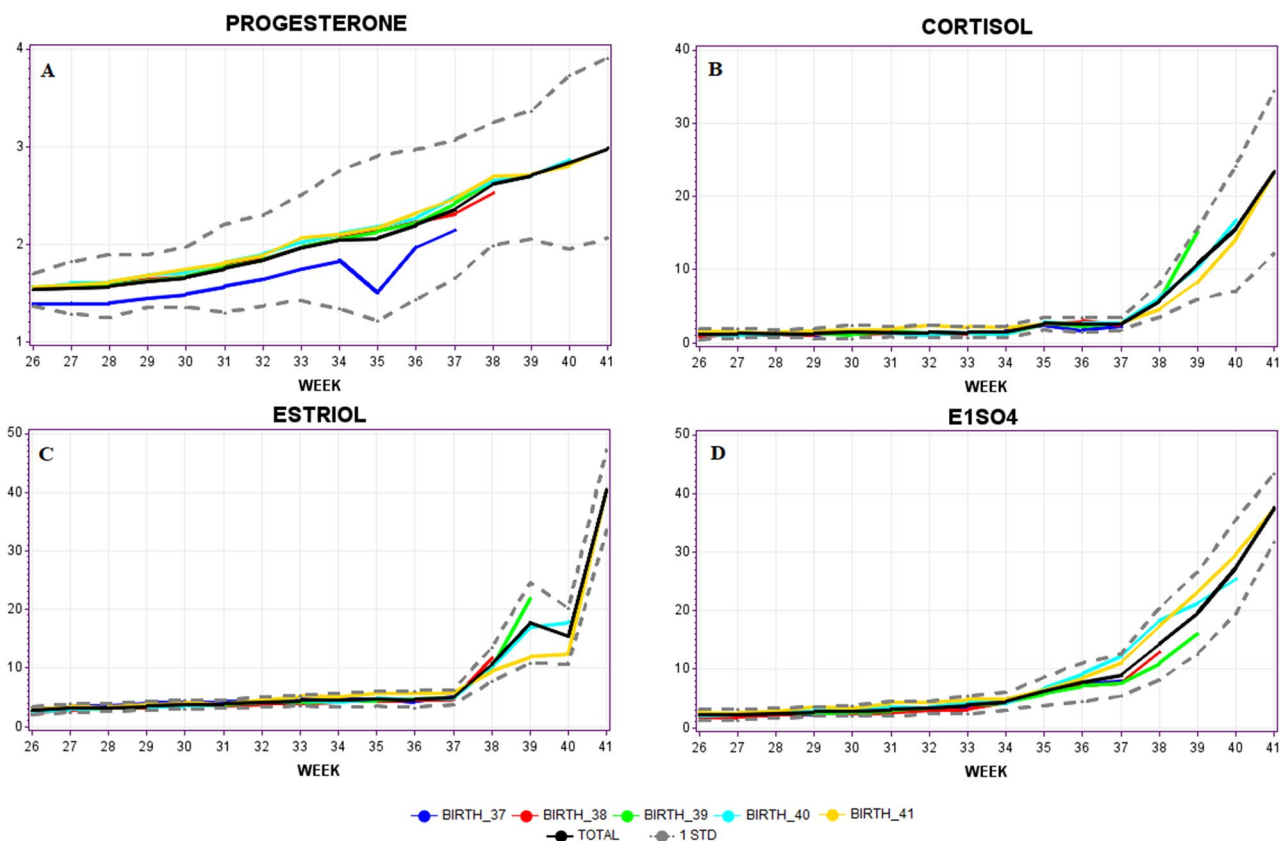 PROGESTERONE
A
4
3
2
1
26 27 28 29 30 31 32 33 34 35 36 37 38 39 40 41
WEEK
CORTISOL
B
40
30
20
10
0
26 27 28 29 30 31 32 33 34 35 36 37 38 39 40 41
WEEK
ESTRIOL
C
50
40
30
20
10
0
26 27 28 29 30 31 32 33 34 35 36 37 38 39 40 41
WEEK
E1SO4
D
50
40
30
20
10
0
26 27 28 29 30 31 32 33 34 35 36 37 38 39 40 41
WEEK
BIRTH_37 BIRTH_38 BIRTH_39 BIRTH_40 BIRTH_41
TOTAL 1 STD